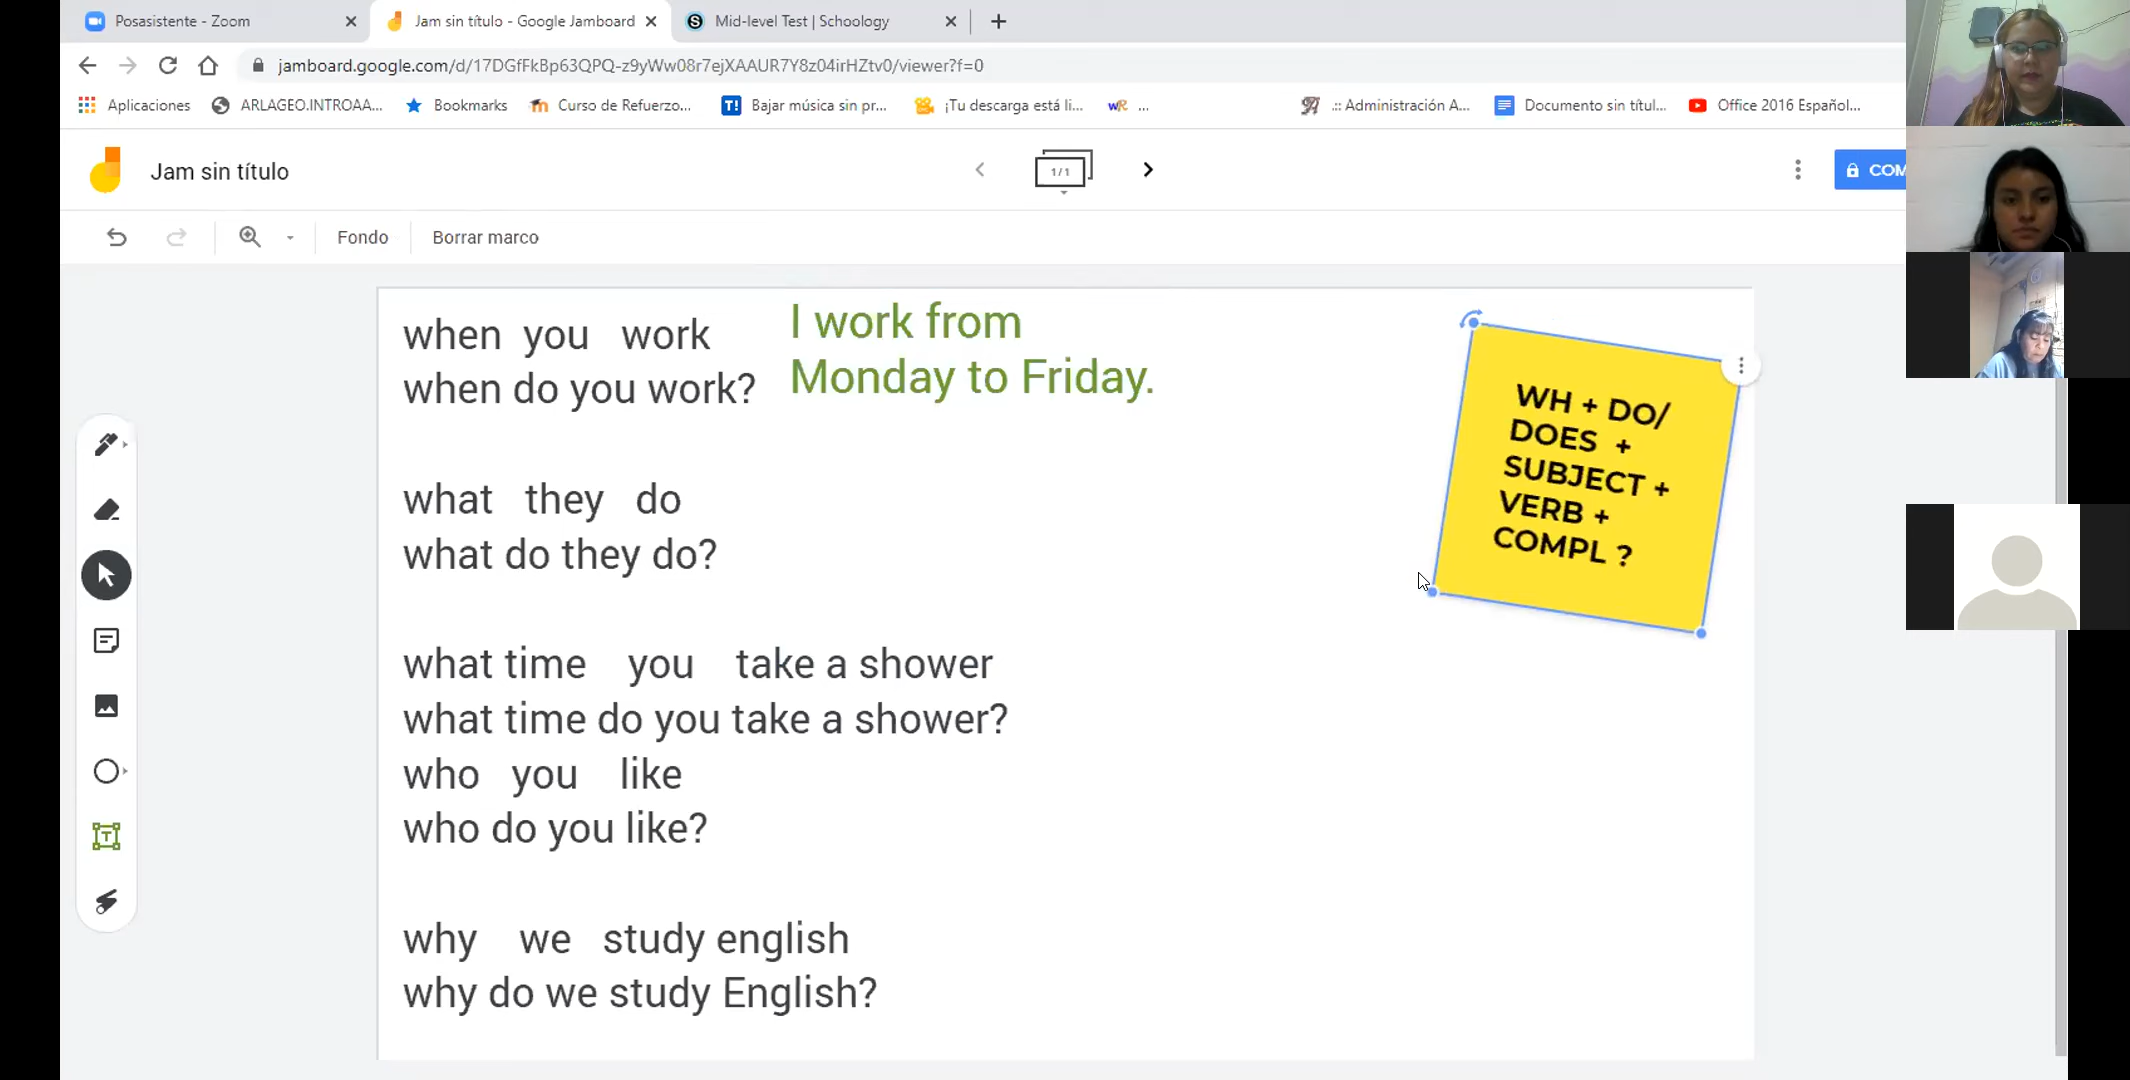 Posasistente - Zoom
Jam sin título - Google Jamboard
Mid-level Test | Schoology
jamboard.google.com/d/17DGfFkBp63QPQ-z9yWw08r7ejXAAUR7Y8z04irHZtv0/viewer?f=0
Aplicaciones
ARLAGEO.INTROAA...
Bookmarks
Curso de Refuerzo...
Bajar música sin pr...
¡Tu descarga está li...
...
.:: Administración A...
Documento sin títul...
Office 2016 Español...
Jam sin título
1/1
COM
Fondo
Borrar marco
when you work
when do you work?
I work from
Monday to Friday.
what they do
what do they do?
what time you take a shower
what time do you take a shower?
who you like
who do you like?
why we study english
why do we study English?
WH + DO/
DOES +
SUBJECT +
VERB +
COMPL ?